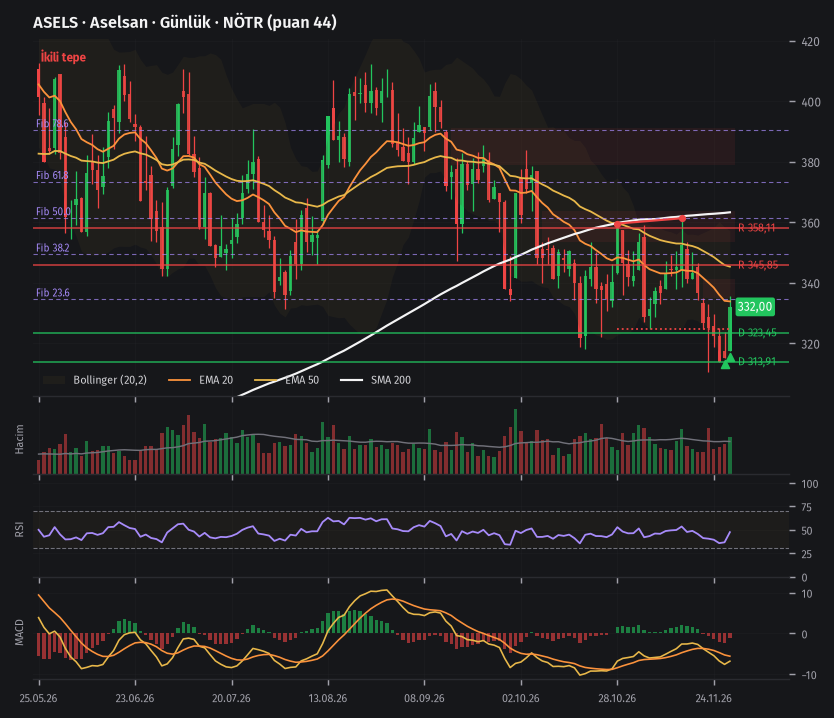 ASELS · Aselsan · Günlük · NÖTR (puan 44)
420
İkili tepe
400
Fib 78.6
380
Fib 61.8
Fib 50.0
360
R 358,11
Fib 38.2
R 345,85
340
Fib 23.6
332,00
D 323,45
320
D 313,91
Bollinger (20,2) EMA 20 EMA 50 SMA 200
Hacim
100
75
RSI
50
25
0
10
MACD
0
-10
25.05.26 23.06.26 20.07.26 13.08.26 08.09.26 02.10.26 28.10.26 24.11.26